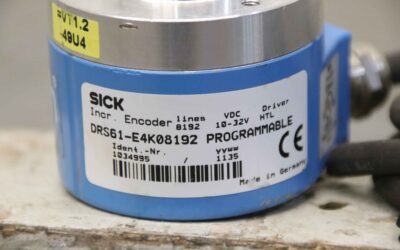 =VT1.2
-49U4
SICK
Incr. Encoder lines VDC Driver
8192 10-32V HTL
DRS61-E4K08192 PROGRAMMABLE
Ident.-Nr. yyww
1034995 / 1135
CE
Made in Germany